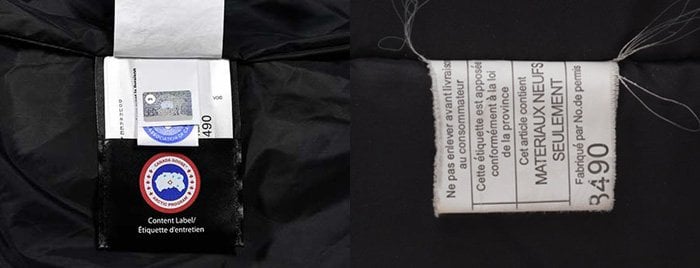 CANADA GOOSE
ARCTIC PROGRAM
Content Label/
Étiquette d'entretien
490
Ne pas enlever avant livraison
au consommateur
Cette étiquette est apposée
conformément à la loi
de la province
Cet article contient
MATERIAUX NEUFS
SEULEMENT
Fabriqué par No.de permis
3490